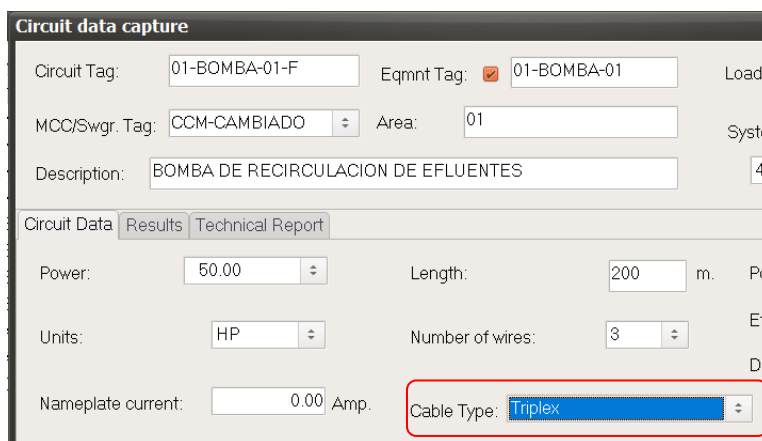 Circuit data capture
Circuit Tag: 01-BOMBA-01-F Eqmnt Tag: 01-BOMBA-01 Load
MCC/Swgr. Tag: CCM-CAMBIADO Area: 01 Syst
Description: BOMBA DE RECIRCULACION DE EFLUENTES 4
Circuit Data Results Technical Report
Power: 50.00 Length: 200 m. P
Units: HP Number of wires: 3 E
D
Nameplate current: 0.00 Amp. Cable Type: Triplex